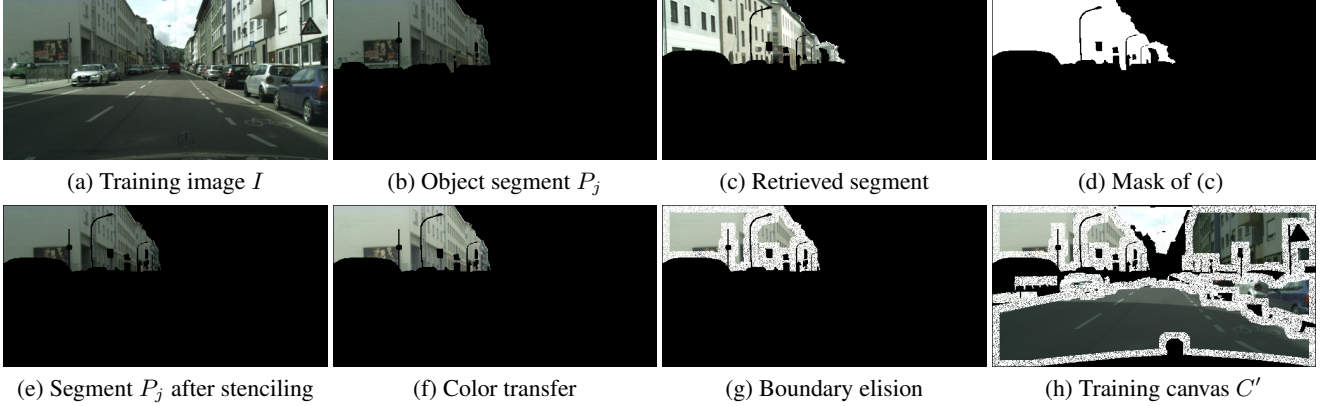 (a) Training image I
(b) Object segment P_j
(c) Retrieved segment
(d) Mask of (c)
(e) Segment P_j after stenciling
(f) Color transfer
(g) Boundary elision
(h) Training canvas C′